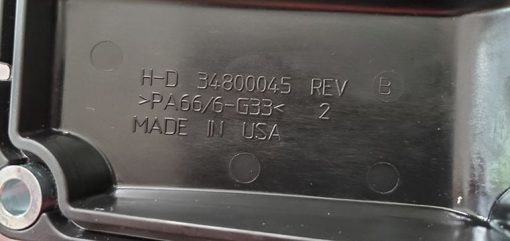 H-D 34800045 REV B
>PA66/6-G33< 2
MADE IN USA